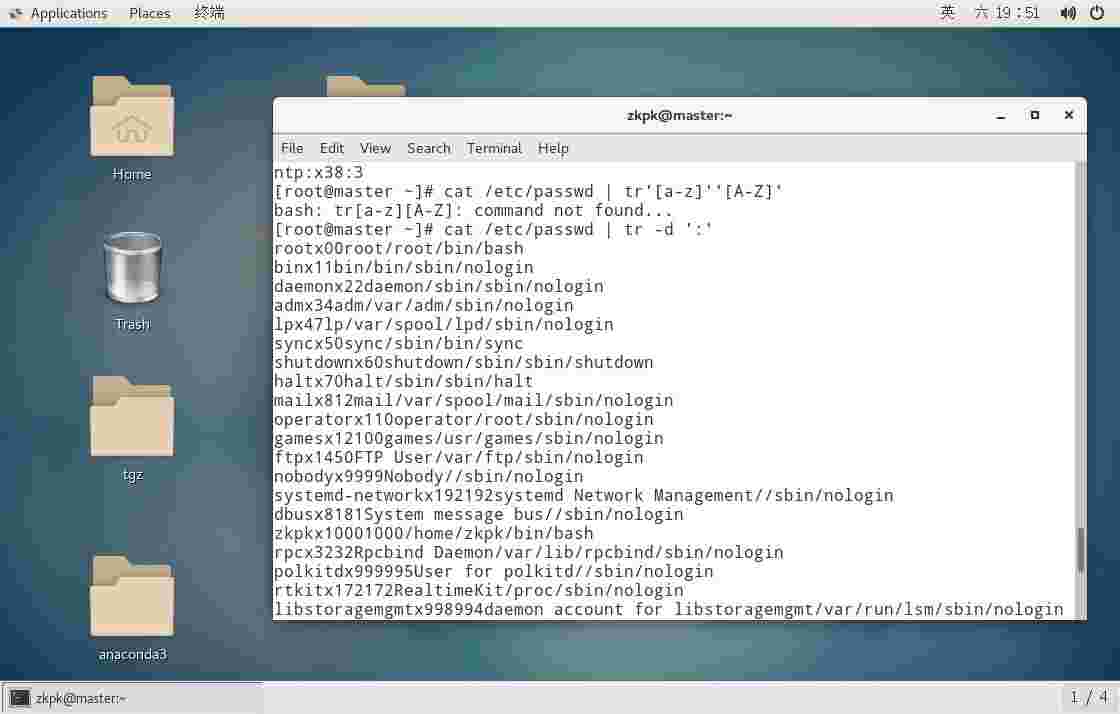 Applications Places 终端 英 六 19:51
Home
Trash
tgz
anaconda3
zkpk@master:~
File Edit View Search Terminal Help
ntp:x38:3
[root@master ~]# cat /etc/passwd | tr'[a-z]''[A-Z]'
bash: tr[a-z][A-Z]: command not found...
[root@master ~]# cat /etc/passwd | tr -d ':'
rootx00root/root/bin/bash
binx11bin/bin/sbin/nologin
daemonx22daemon/sbin/sbin/nologin
admx34adm/var/adm/sbin/nologin
lpx47lp/var/spool/lpd/sbin/nologin
syncx50sync/sbin/bin/sync
shutdownx60shutdown/sbin/sbin/shutdown
haltx70halt/sbin/sbin/halt
mailx812mail/var/spool/mail/sbin/nologin
operatorx110operator/root/sbin/nologin
gamesx12100games/usr/games/sbin/nologin
ftpx1450FTP User/var/ftp/sbin/nologin
nobodyx9999Nobody//sbin/nologin
systemd-networkx192192systemd Network Management//sbin/nologin
dbusx8181System message bus//sbin/nologin
zkpkx10001000/home/zkpk/bin/bash
rpcx3232Rpcbind Daemon/var/lib/rpcbind/sbin/nologin
polkitdx999995User for polkitd//sbin/nologin
rtkitx172172RealtimeKit/proc/sbin/nologin
libstoragemgmtx998994daemon account for libstoragemgmt/var/run/lsm/sbin/nologin
zkpk@master:~
1 / 4